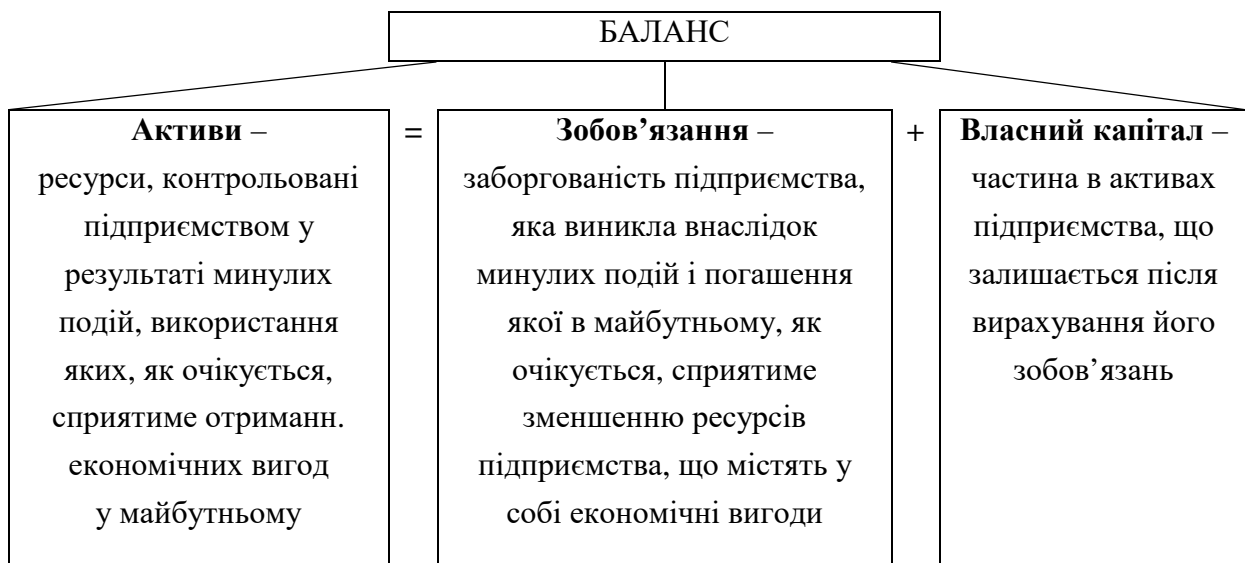 БАЛАНС
Активи –
ресурси, контрольовані
підприємством у
результаті минулих
подій, використання
яких, як очікується,
сприятиме отриманн.
економічних вигод
у майбутньому
=
Зобов’язання –
заборгованість підприємства,
яка виникла внаслідок
минулих подій і погашення
якої в майбутньому, як
очікується, сприятиме
зменшенню ресурсів
підприємства, що містять у
собі економічні вигоди
+
Власний капітал –
частина в активах
підприємства, що
залишається після
вирахування його
зобов’язань